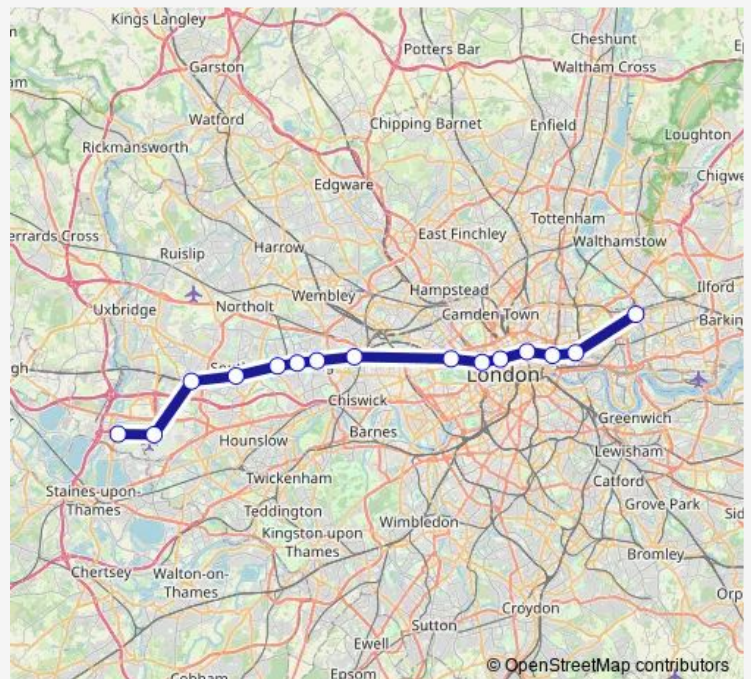 Kings Langley
Cheshunt
Potters Bar
Waltham Cross
Garston
Watford
Chipping Barnet
Enfield
Loughton
Rickmansworth
Chigwe
Edgware
Tottenham
errards Cross
East Finchley
Walthamstow
Harrow
Ruislip
Ilford
Hampstead
Wembley
Uxbridge
Northolt
Camden Town
Barkin
London
Chiswick
Greenwich
Barnes
Hounslow
Lewisham
Twickenham
Catford
Staines-upon-
Thames
Grove Park
Teddington
Sid
Wimbledon
Kingston upon
Thames
Bromley
Chertsey
Walton-on-
Thames
Orp
Croydon
Sutton
Ewell
Cobham
Epsom
© OpenStreetMap contributors